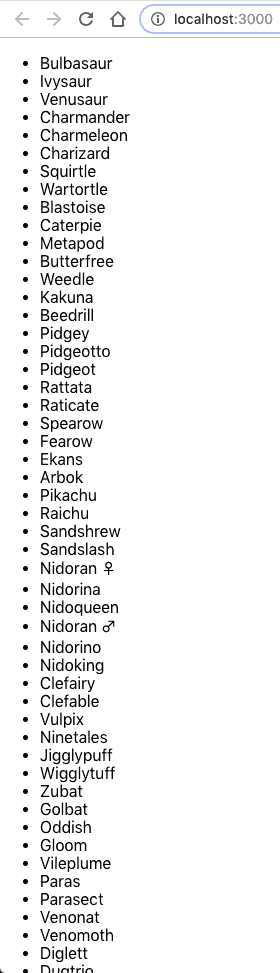 localhost:3000
• Bulbasaur
• Ivysaur
• Venusaur
• Charmander
• Charmeleon
• Charizard
• Squirtle
• Wartortle
• Blastoise
• Caterpie
• Metapod
• Butterfree
• Weedle
• Kakuna
• Beedrill
• Pidgey
• Pidgeotto
• Pidgeot
• Rattata
• Raticate
• Spearow
• Fearow
• Ekans
• Arbok
• Pikachu
• Raichu
• Sandshrew
• Sandslash
• Nidoran ♀
• Nidorina
• Nidoqueen
• Nidoran ♂
• Nidorino
• Nidoking
• Clefairy
• Clefable
• Vulpix
• Ninetales
• Jigglypuff
• Wigglytuff
• Zubat
• Golbat
• Oddish
• Gloom
• Vileplume
• Paras
• Parasect
• Venonat
• Venomoth
• Diglett
• Dugtrio